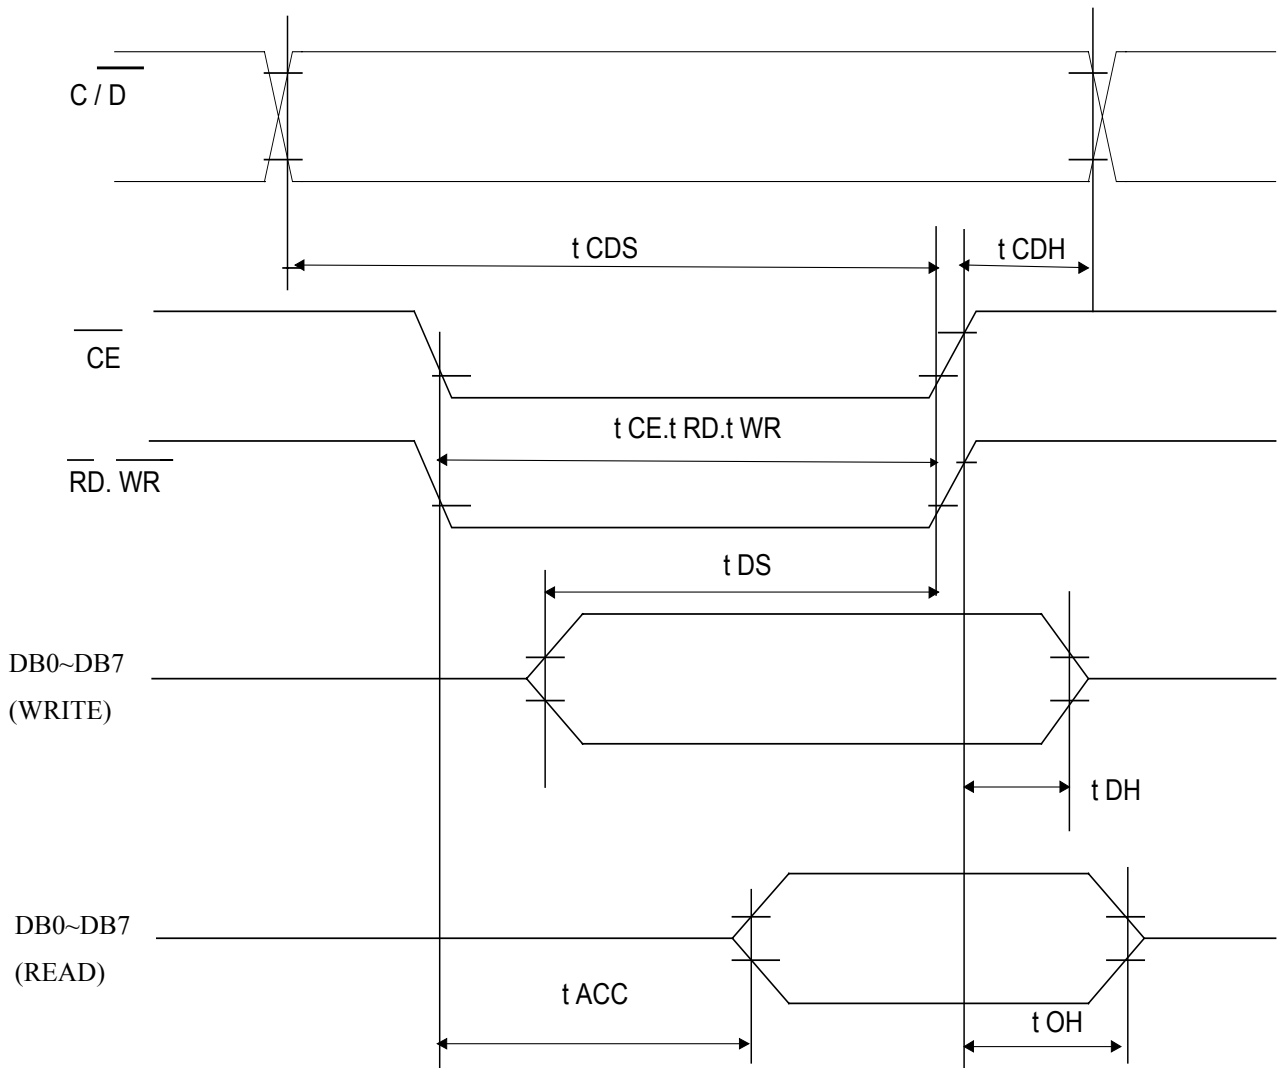 C / D
t CDS
t CDH
CE
t CE.t RD.t WR
RD. WR
t DS
DB0~DB7
(WRITE)
t DH
DB0~DB7
(READ)
t ACC
t OH